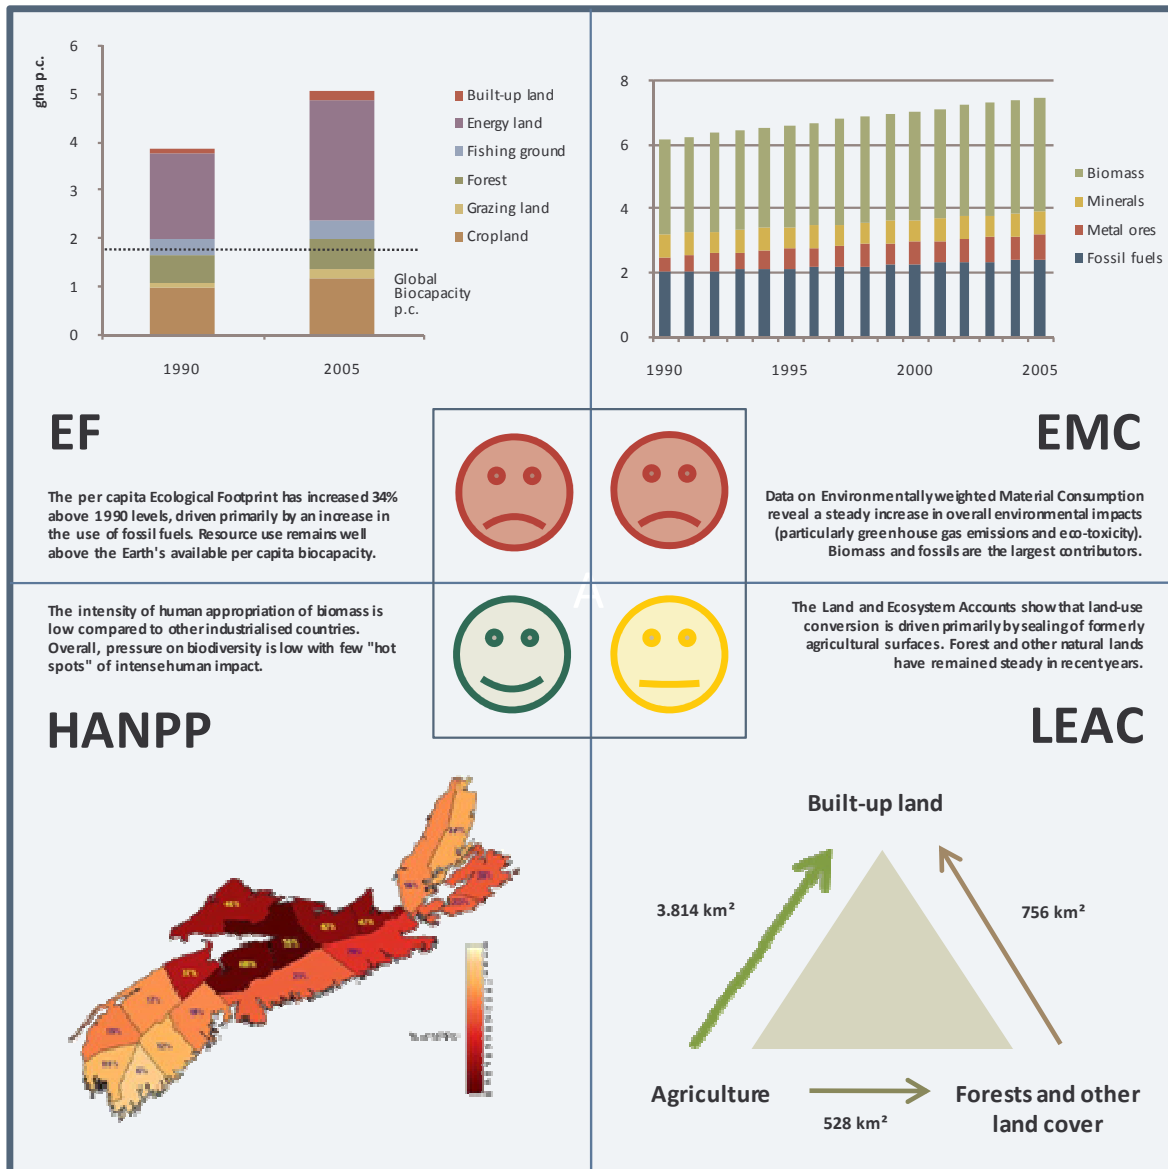 gha p.c.
6
5
4
3
2
1
0
1990
2005
Built-up land
Energy land
Fishing ground
Forest
Grazing land
Cropland
Global
Biocapacity
p.c.
8
6
4
2
0
1990
1995
2000
2005
Biomass
Minerals
Metal ores
Fossil fuels
EF
The per capita Ecological Footprint has increased 34%
above 1990 levels, driven primarily by an increase in
the use of fossil fuels. Resource use remains well
above the Earth's available per capita biocapacity.
EMC
Data on Environmentally weighted Material Consumption
reveal a steady increase in overall environmental impacts
(particularly greenhouse gas emissions and eco-toxicity).
Biomass and fossils are the largest contributors.
A
The intensity of human appropriation of biomass is
low compared to other industrialised countries.
Overall, pressure on biodiversity is low with few "hot
spots" of intense human impact.
HANPP
The Land and Ecosystem Accounts show that land-use
conversion is driven primarily by sealing of formerly
agricultural surfaces. Forest and other natural lands
have remained steady in recent years.
LEAC
Built-up land
3.814 km²
756 km²
Agriculture
528 km²
Forests and other
land cover